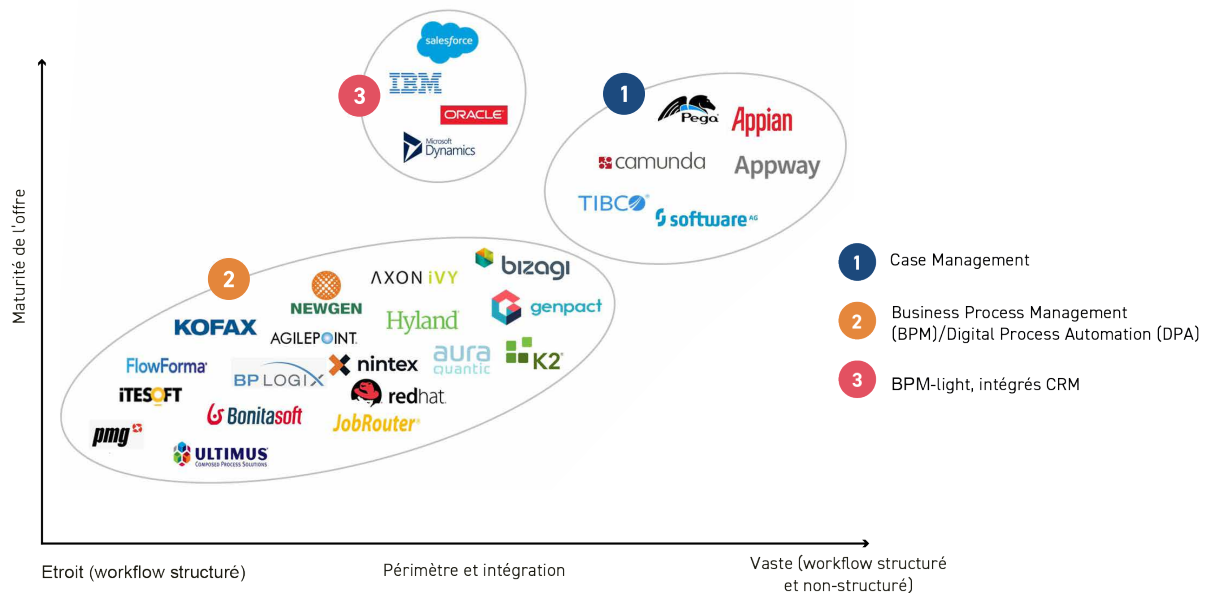 salesforce
3
IBM
ORACLE
Microsoft
Dynamics
1
Pega
Appian
camunda
Appway
TIBCO
software AG
Maturité de l'offre
2
AXON iVY
bizagi
NEWGEN
genpact
KOFAX
Hyland
AGILEPOINT
FlowForma
BP LOGIX
nintex
aura
quantic
K2
iTESOFT
redhat
Bonitasoft
JobRouter
pmg
ULTIMUS
COMPOSED PROCESS SOLUTIONS
1
Case Management
2
Business Process Management
(BPM)/Digital Process Automation (DPA)
3
BPM-light, intégrés CRM
Etroit (workflow structuré)
Périmètre et intégration
Vaste (workflow structuré
et non-structuré)